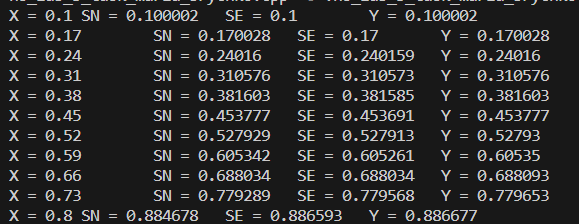 X = 0.1 SN = 0.100002 SE = 0.1 Y = 0.100002
X = 0.17 SN = 0.170028 SE = 0.17 Y = 0.170028
X = 0.24 SN = 0.24016 SE = 0.240159 Y = 0.24016
X = 0.31 SN = 0.310576 SE = 0.310573 Y = 0.310576
X = 0.38 SN = 0.381603 SE = 0.381585 Y = 0.381603
X = 0.45 SN = 0.453777 SE = 0.453691 Y = 0.453777
X = 0.52 SN = 0.527929 SE = 0.527913 Y = 0.52793
X = 0.59 SN = 0.605342 SE = 0.605261 Y = 0.60535
X = 0.66 SN = 0.688034 SE = 0.688034 Y = 0.688093
X = 0.73 SN = 0.779289 SE = 0.779568 Y = 0.779653
X = 0.8 SN = 0.884678 SE = 0.886593 Y = 0.886677